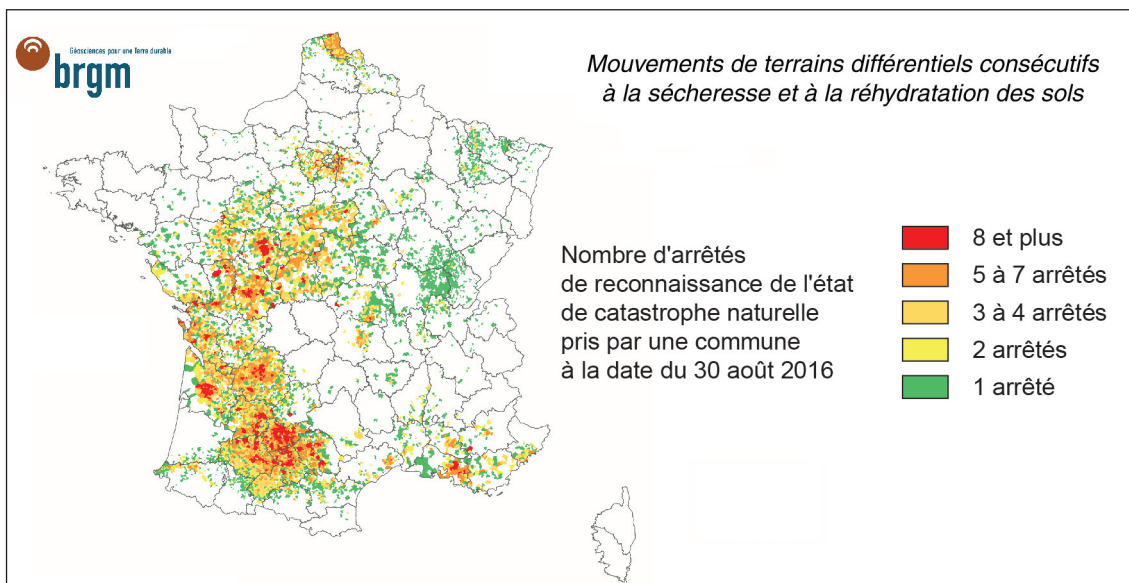 Géosciences pour une Terre durable
brgm
Mouvements de terrains différentiels consécutifs
à la sécheresse et à la réhydratation des sols
Nombre d'arrêtés
de reconnaissance de l'état
de catastrophe naturelle
pris par une commune
à la date du 30 août 2016
8 et plus
5 à 7 arrêtés
3 à 4 arrêtés
2 arrêtés
1 arrêté